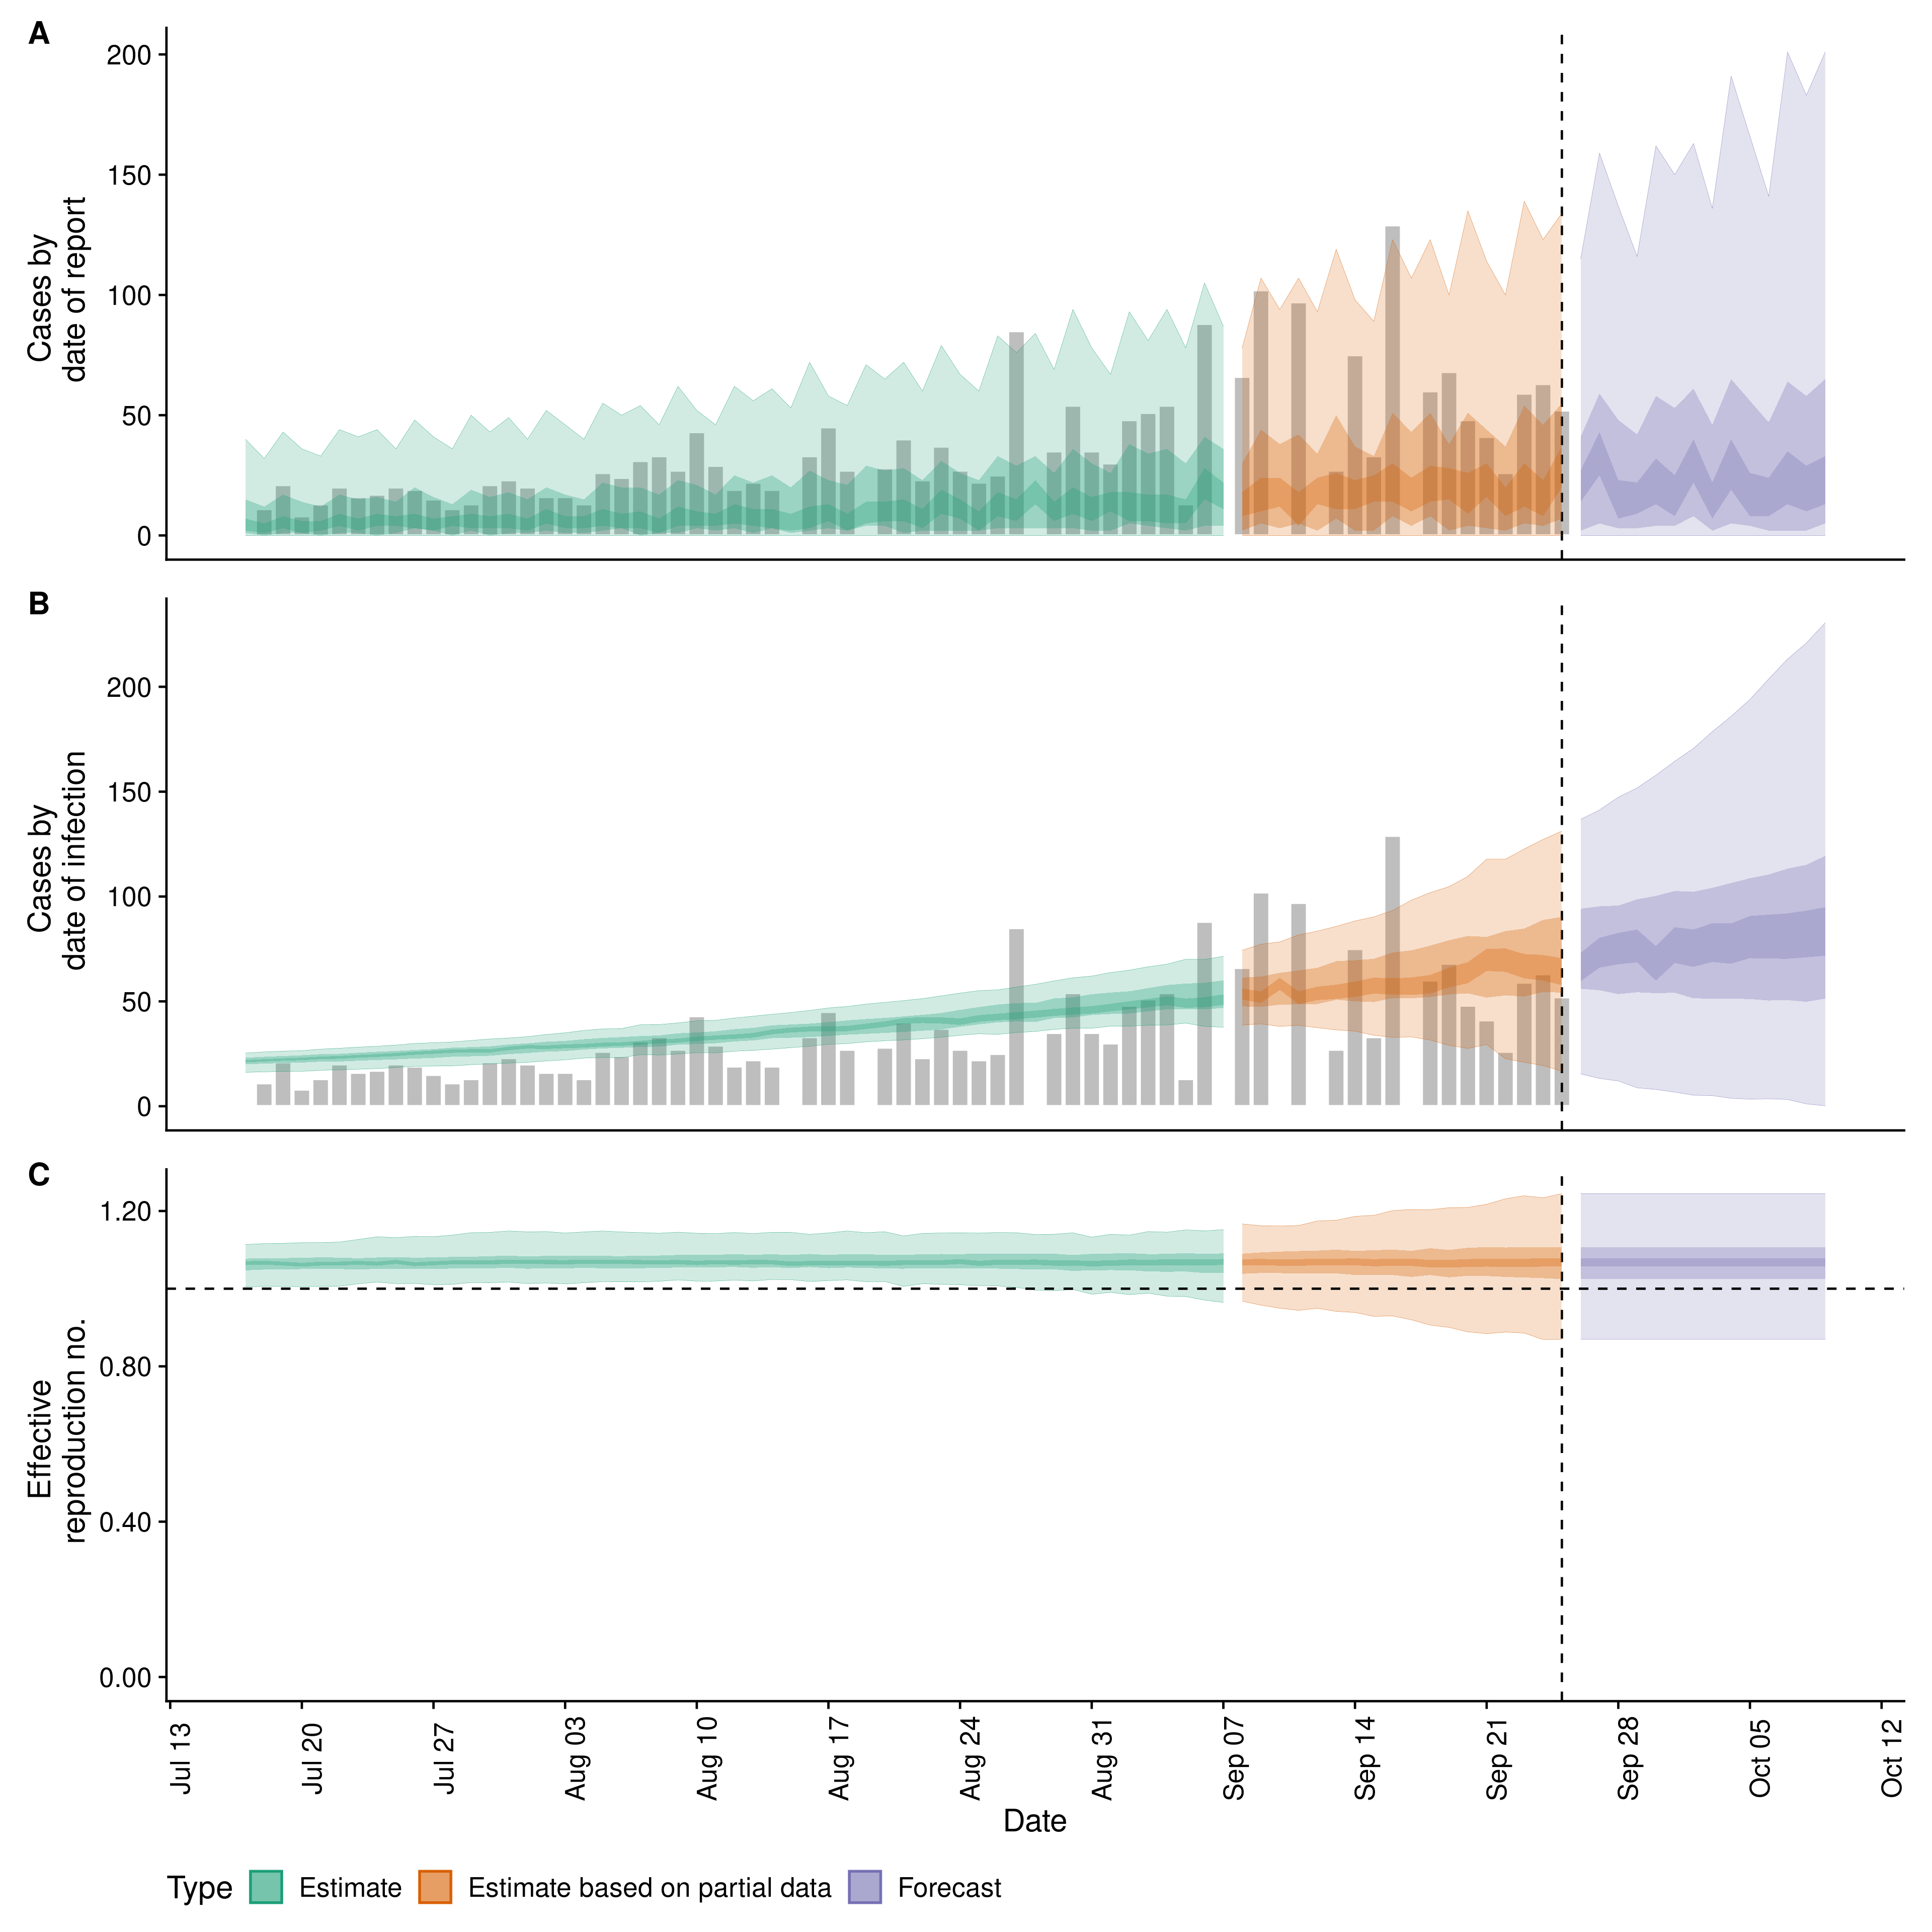 A
200
150
100
50
0
Cases by
date of report
B
200
150
100
50
0
Cases by
date of infection
C
1.20
0.80
0.40
0.00
Effective
reproduction no.
Jul 13
Jul 20
Jul 27
Aug 03
Aug 10
Aug 17
Aug 24
Aug 31
Sep 07
Sep 14
Sep 21
Sep 28
Oct 05
Oct 12
Date
Type Estimate Estimate based on partial data Forecast